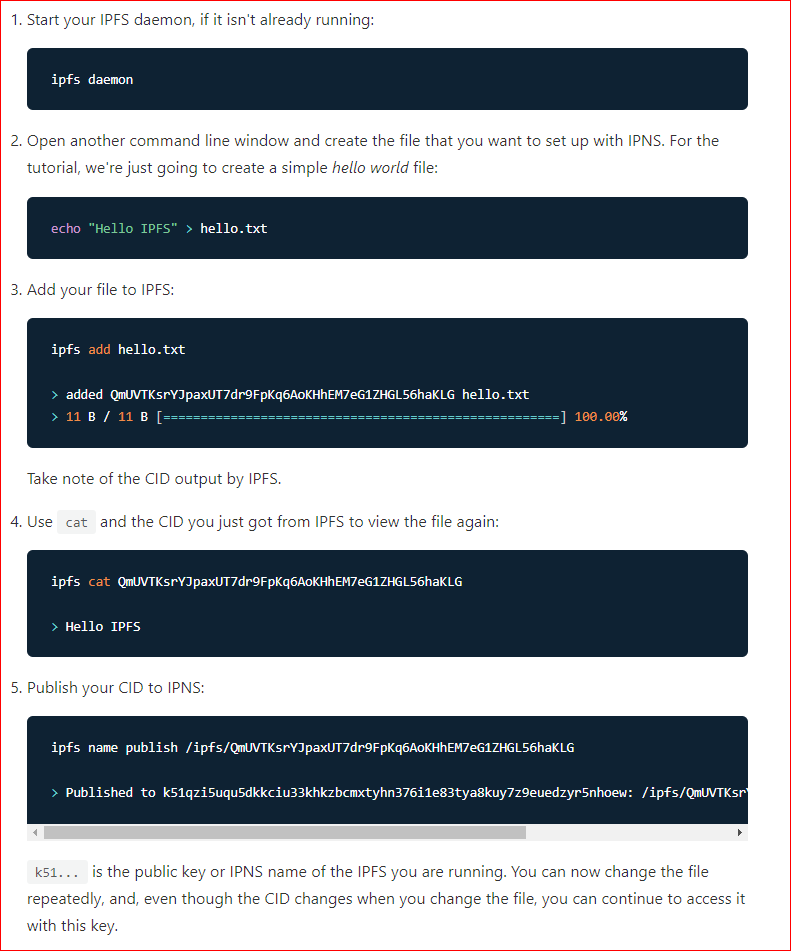 1. Start your IPFS daemon, if it isn't already running:
ipfs daemon
2. Open another command line window and create the file that you want to set up with IPNS. For the
tutorial, we're just going to create a simple hello world file:
echo "Hello IPFS" > hello.txt
3. Add your file to IPFS:
ipfs add hello.txt
> added QmUVTKsrYJpaxUT7dr9FpKq6AoKHhEM7eG1ZHGL56haKLG hello.txt
> 11 B / 11 B [=====================================================] 100.00%
Take note of the CID output by IPFS.
4. Use cat and the CID you just got from IPFS to view the file again:
ipfs cat QmUVTKsrYJpaxUT7dr9FpKq6AoKHhEM7eG1ZHGL56haKLG
> Hello IPFS
5. Publish your CID to IPNS:
ipfs name publish /ipfs/QmUVTKsrYJpaxUT7dr9FpKq6AoKHhEM7eG1ZHGL56haKLG
> Published to k51qzi5uqu5dkkciu33khkzbcmxtyhn376i1e83tya8kuy7z9euedzyr5nhoew: /ipfs/QmUVTKsrY
k51... is the public key or IPNS name of the IPFS you are running. You can now change the file
repeatedly, and, even though the CID changes when you change the file, you can continue to access it
with this key.